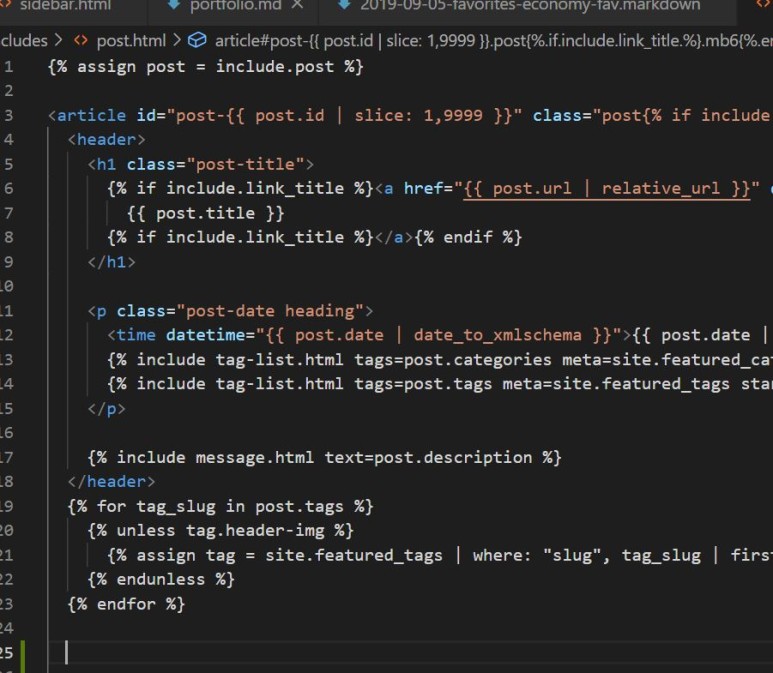 sidebar.html portfolio.md × 2019-09-05-favorites-economy-fav.markdown
cludes > <> post.html > article#post-{{ post.id | slice: 1,9999 }}.post{%.if.include.link_title.%}.mb6{%.en
1 {% assign post = include.post %}
2
3 <article id="post-{{ post.id | slice: 1,9999 }}" class="post{% if include
4 <header>
5 <h1 class="post-title">
6 {% if include.link_title %}<a href="{{ post.url | relative_url }}"
7 {{ post.title }}
8 {% if include.link_title %}</a>{% endif %}
9 </h1>
10
11 <p class="post-date heading">
12 <time datetime="{{ post.date | date_to_xmlschema }}">{{ post.date |
13 {% include tag-list.html tags=post.categories meta=site.featured_cat
14 {% include tag-list.html tags=post.tags meta=site.featured_tags star
15 </p>
16
17 {% include message.html text=post.description %}
18 </header>
19 {% for tag_slug in post.tags %}
20 {% unless tag.header-img %}
21 {% assign tag = site.featured_tags | where: "slug", tag_slug | first
22 {% endunless %}
23 {% endfor %}
24
25